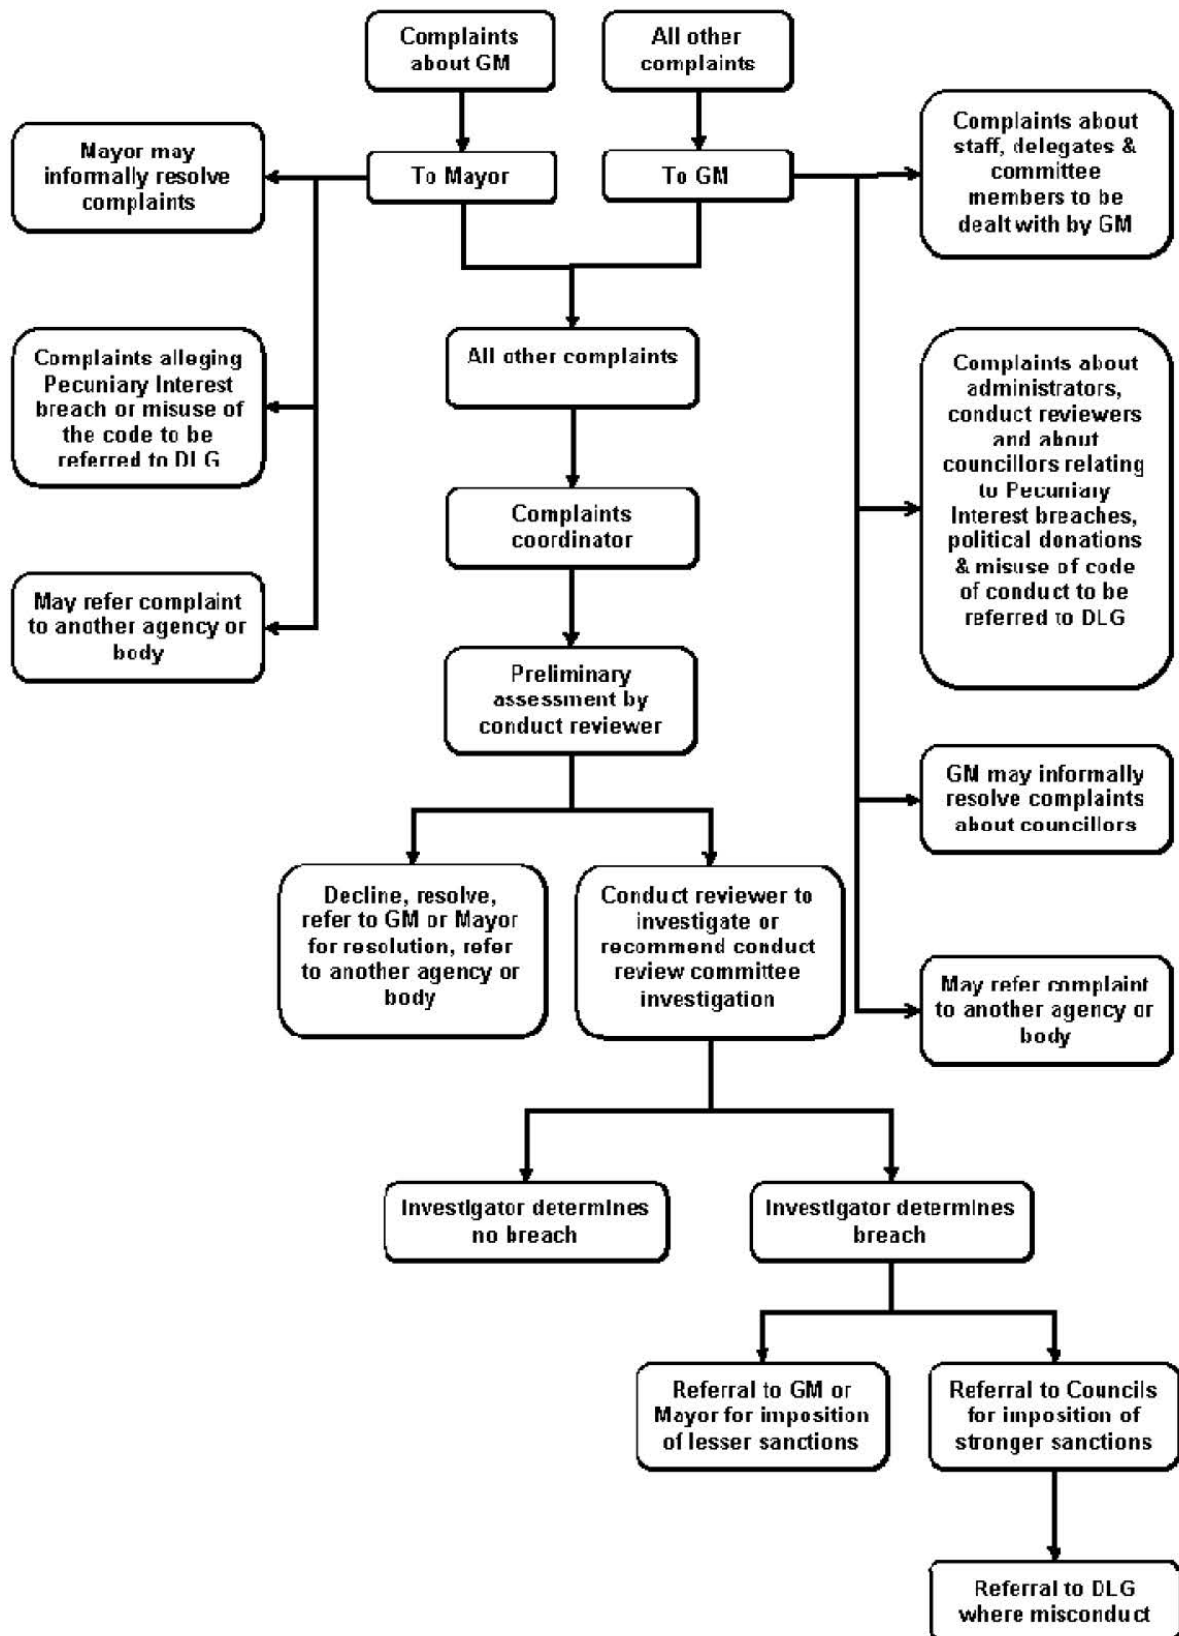 Complaints
about GM
All other
complaints
Mayor may
informally resolve
complaints
To Mayor
To GM
Complaints about
staff, delegates &
committee
members to be
dealt with by GM
Complaints alleging
Pecuniary Interest
breach or misuse of
the code to be
referred to DLG
All other complaints
Complaints about
administrators,
conduct reviewers
and about
councillors relating
to Pecuniary
Interest breaches,
political donations
& misuse of code
of conduct to be
referred to DLG
Complaints
coordinator
May refer complaint
to another agency or
body
Preliminary
assessment by
conduct reviewer
GM may informally
resolve complaints
about councillors
Decline, resolve,
refer to GM or Mayor
for resolution, refer
to another agency or
body
Conduct reviewer to
investigate or
recommend conduct
review committee
investigation
May refer complaint
to another agency or
body
Investigator determines
no breach
Investigator determines
breach
Referral to GM or
Mayor for imposition
of lesser sanctions
Referral to Councils
for imposition of
stronger sanctions
Referral to DLG
where misconduct